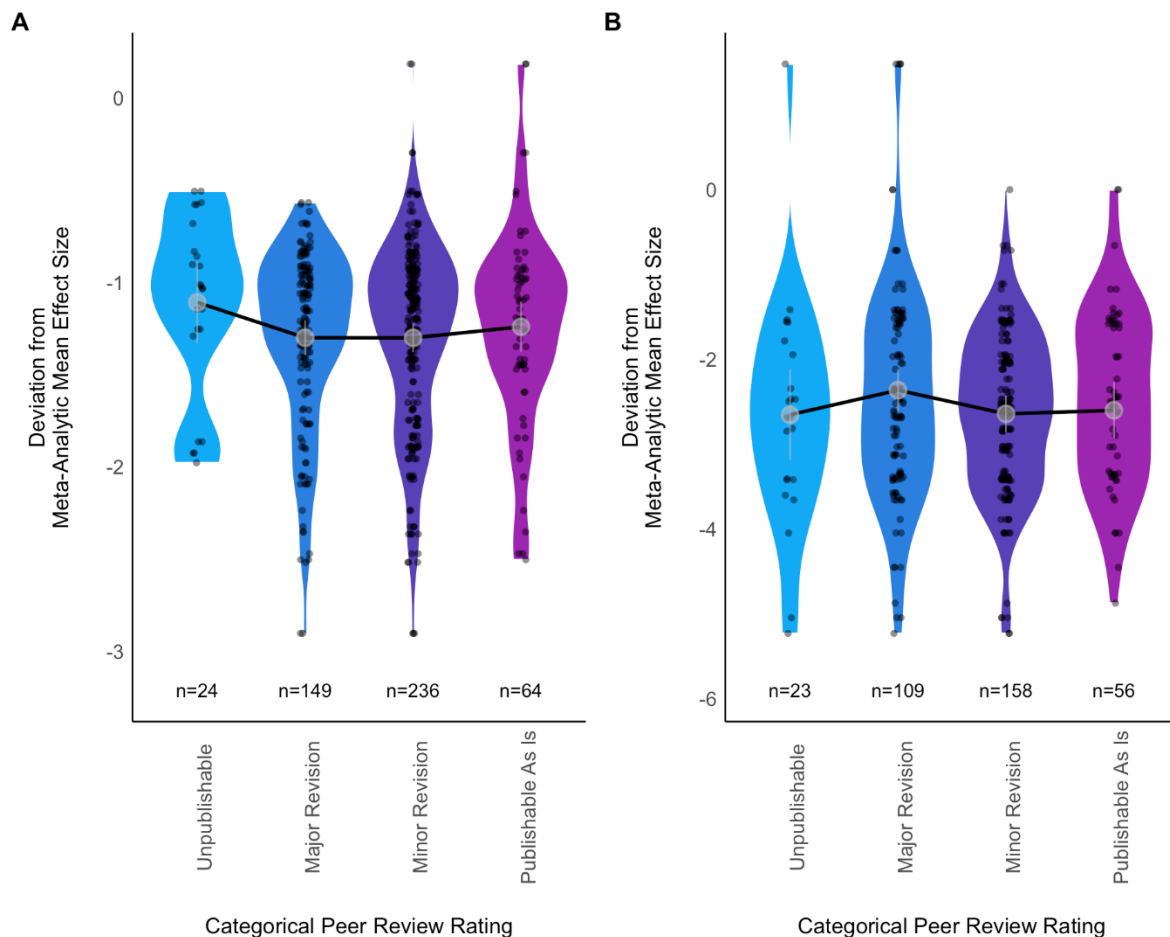 A
Deviation from
Meta-Analytic Mean Effect Size
0
-1
-2
-3
n=24
n=149
n=236
n=64
Unpublishable
Major Revision
Minor Revision
Publishable As Is
Categorical Peer Review Rating
B
Deviation from
Meta-Analytic Mean Effect Size
0
-2
-4
-6
n=23
n=109
n=158
n=56
Unpublishable
Major Revision
Minor Revision
Publishable As Is
Categorical Peer Review Rating